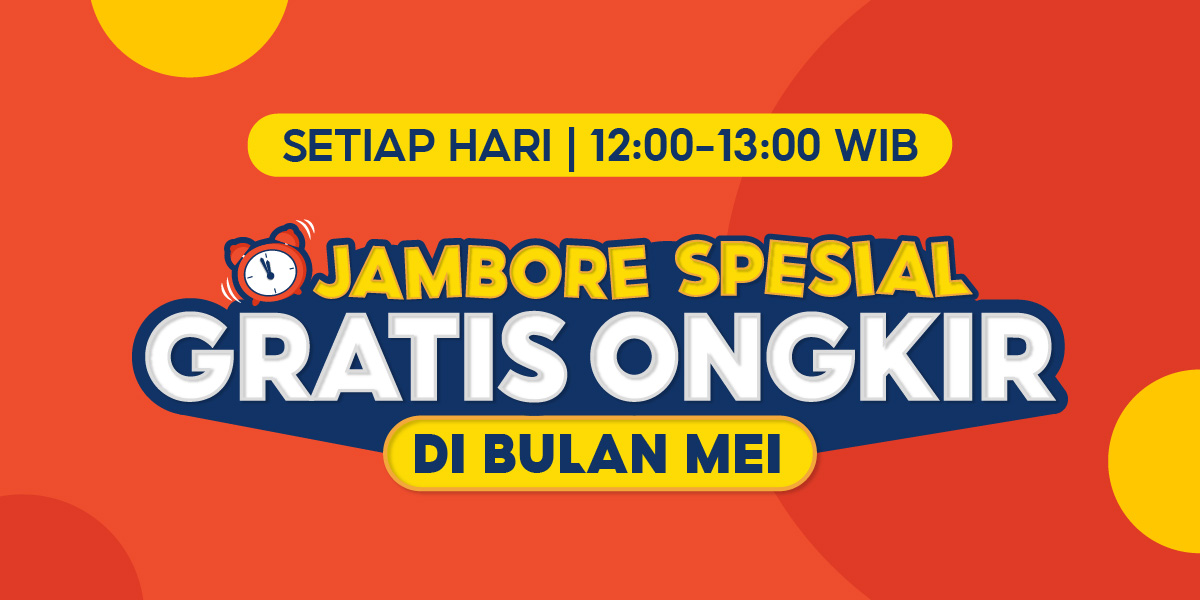 SETIAP HARI | 12:00-13:00 WIB
JAMBORE SPESIAL
GRATIS ONGKIR
DI BULAN MEI